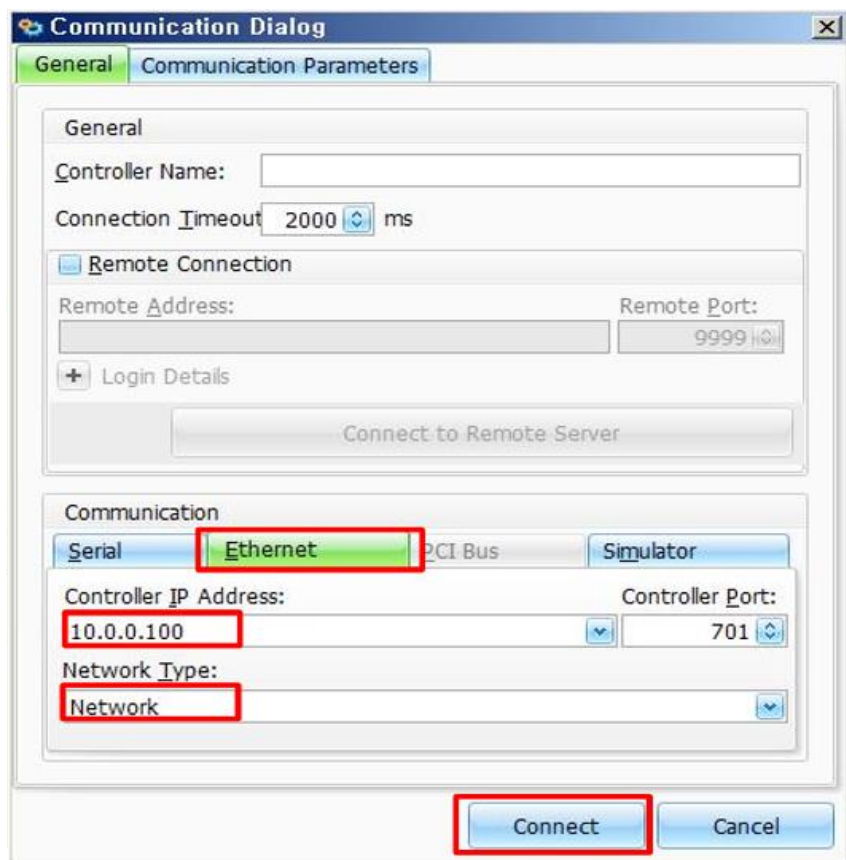 Communication Dialog
General Communication Parameters
General
Controller Name:
Connection Timeout 2000 ms
Remote Connection
Remote Address: Remote Port:
9999
+ Login Details
Connect to Remote Server
Communication
Serial Ethernet PCI Bus Simulator
Controller IP Address: Controller Port:
10.0.0.100 701
Network Type:
Network
Connect Cancel